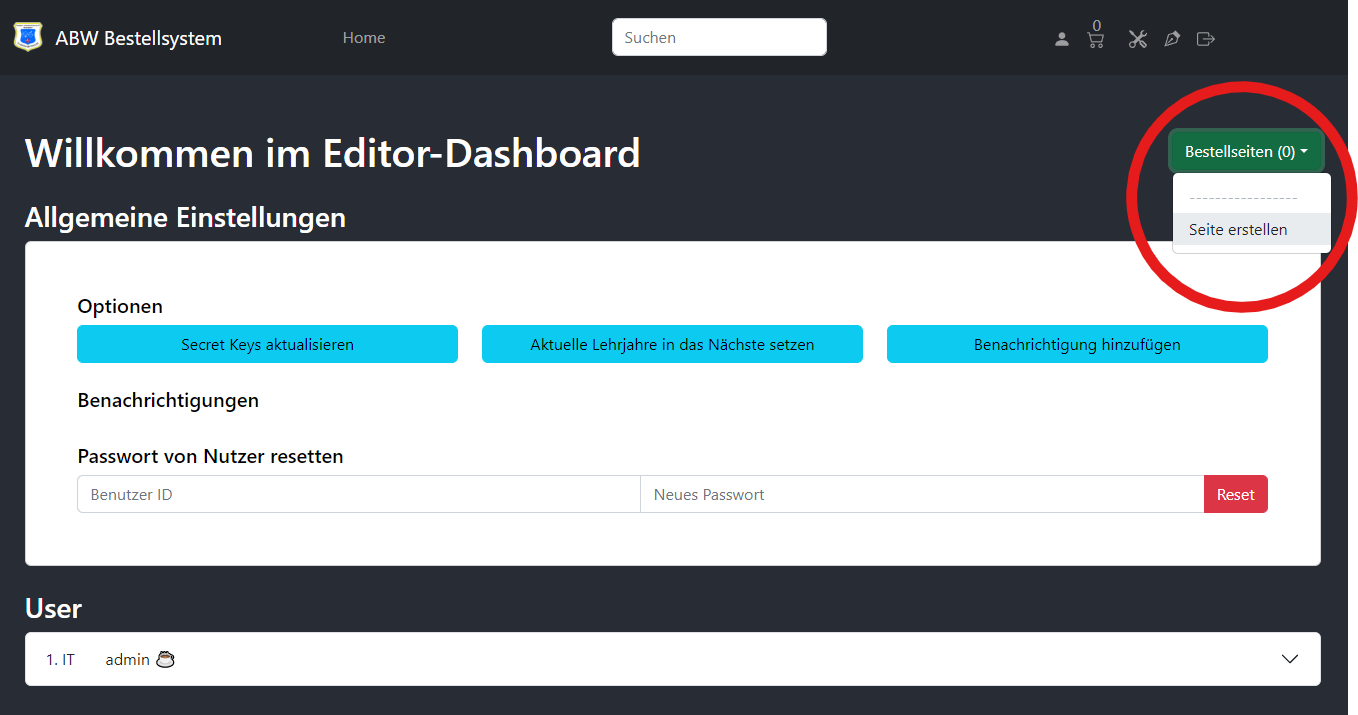 ABW Bestellsystem
Home
Suchen
0
Willkommen im Editor-Dashboard
Bestellseiten (0)
-----------------
Seite erstellen
Allgemeine Einstellungen
Optionen
Secret Keys aktualisieren
Aktuelle Lehrjahre in das Nächste setzen
Benachrichtigung hinzufügen
Benachrichtigungen
Passwort von Nutzer resetten
Benutzer ID
Neues Passwort
Reset
User
1. IT admin